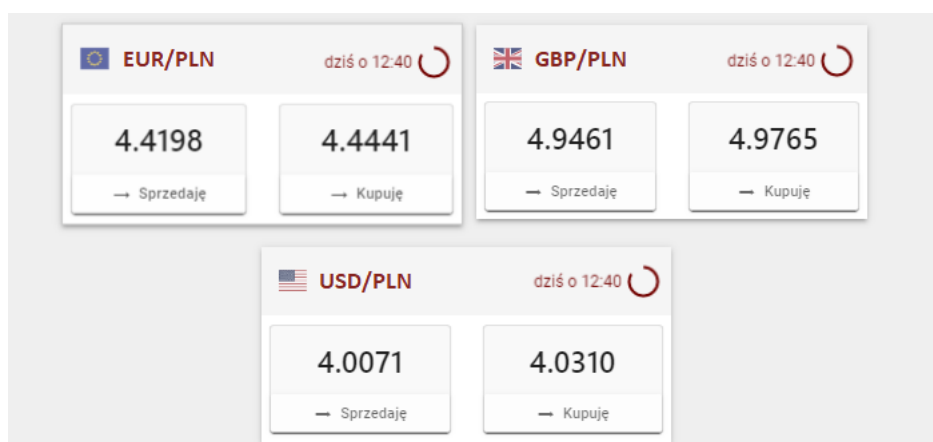 EUR/PLN dziś o 12:40
4.4198 4.4441
→ Sprzedaję → Kupuję
GBP/PLN dziś o 12:40
4.9461 4.9765
→ Sprzedaję → Kupuję
USD/PLN dziś o 12:40
4.0071 4.0310
→ Sprzedaję → Kupuję